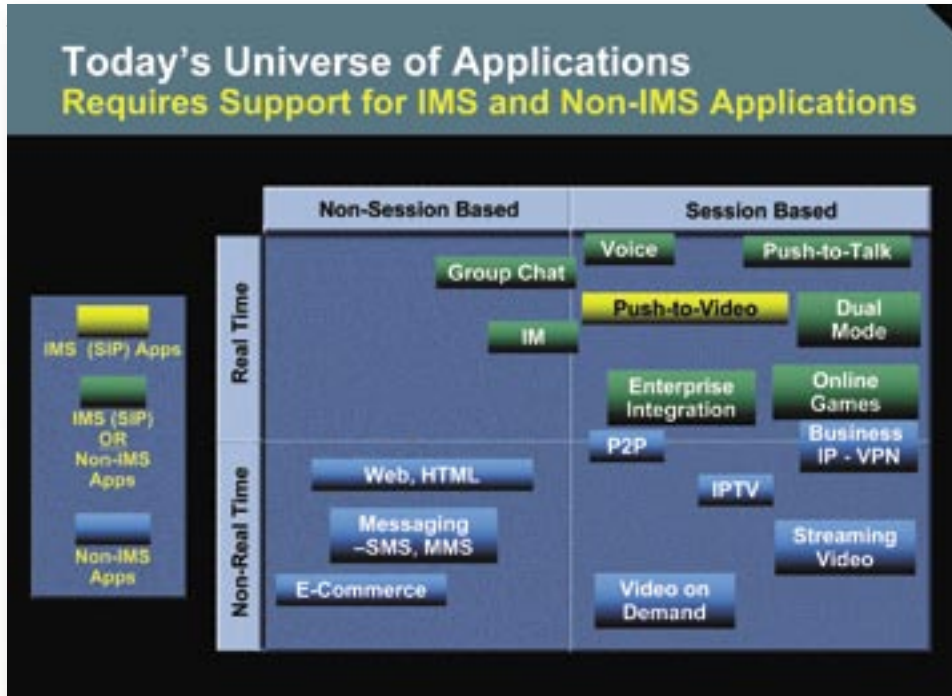 Today's Universe of Applications
Requires Support for IMS and Non-IMS Applications
Non-Session Based
Session Based
Real Time
Non-Real Time
IMS (SIP) Apps
IMS (SIP)
OR
Non-IMS
Apps
Non-IMS
Apps
Group Chat
IM
Voice
Push-to-Talk
Push-to-Video
Dual
Mode
Enterprise
Integration
Online
Games
P2P
Business
IP - VPN
Web, HTML
IPTV
Messaging
–SMS, MMS
Streaming
Video
E-Commerce
Video on
Demand